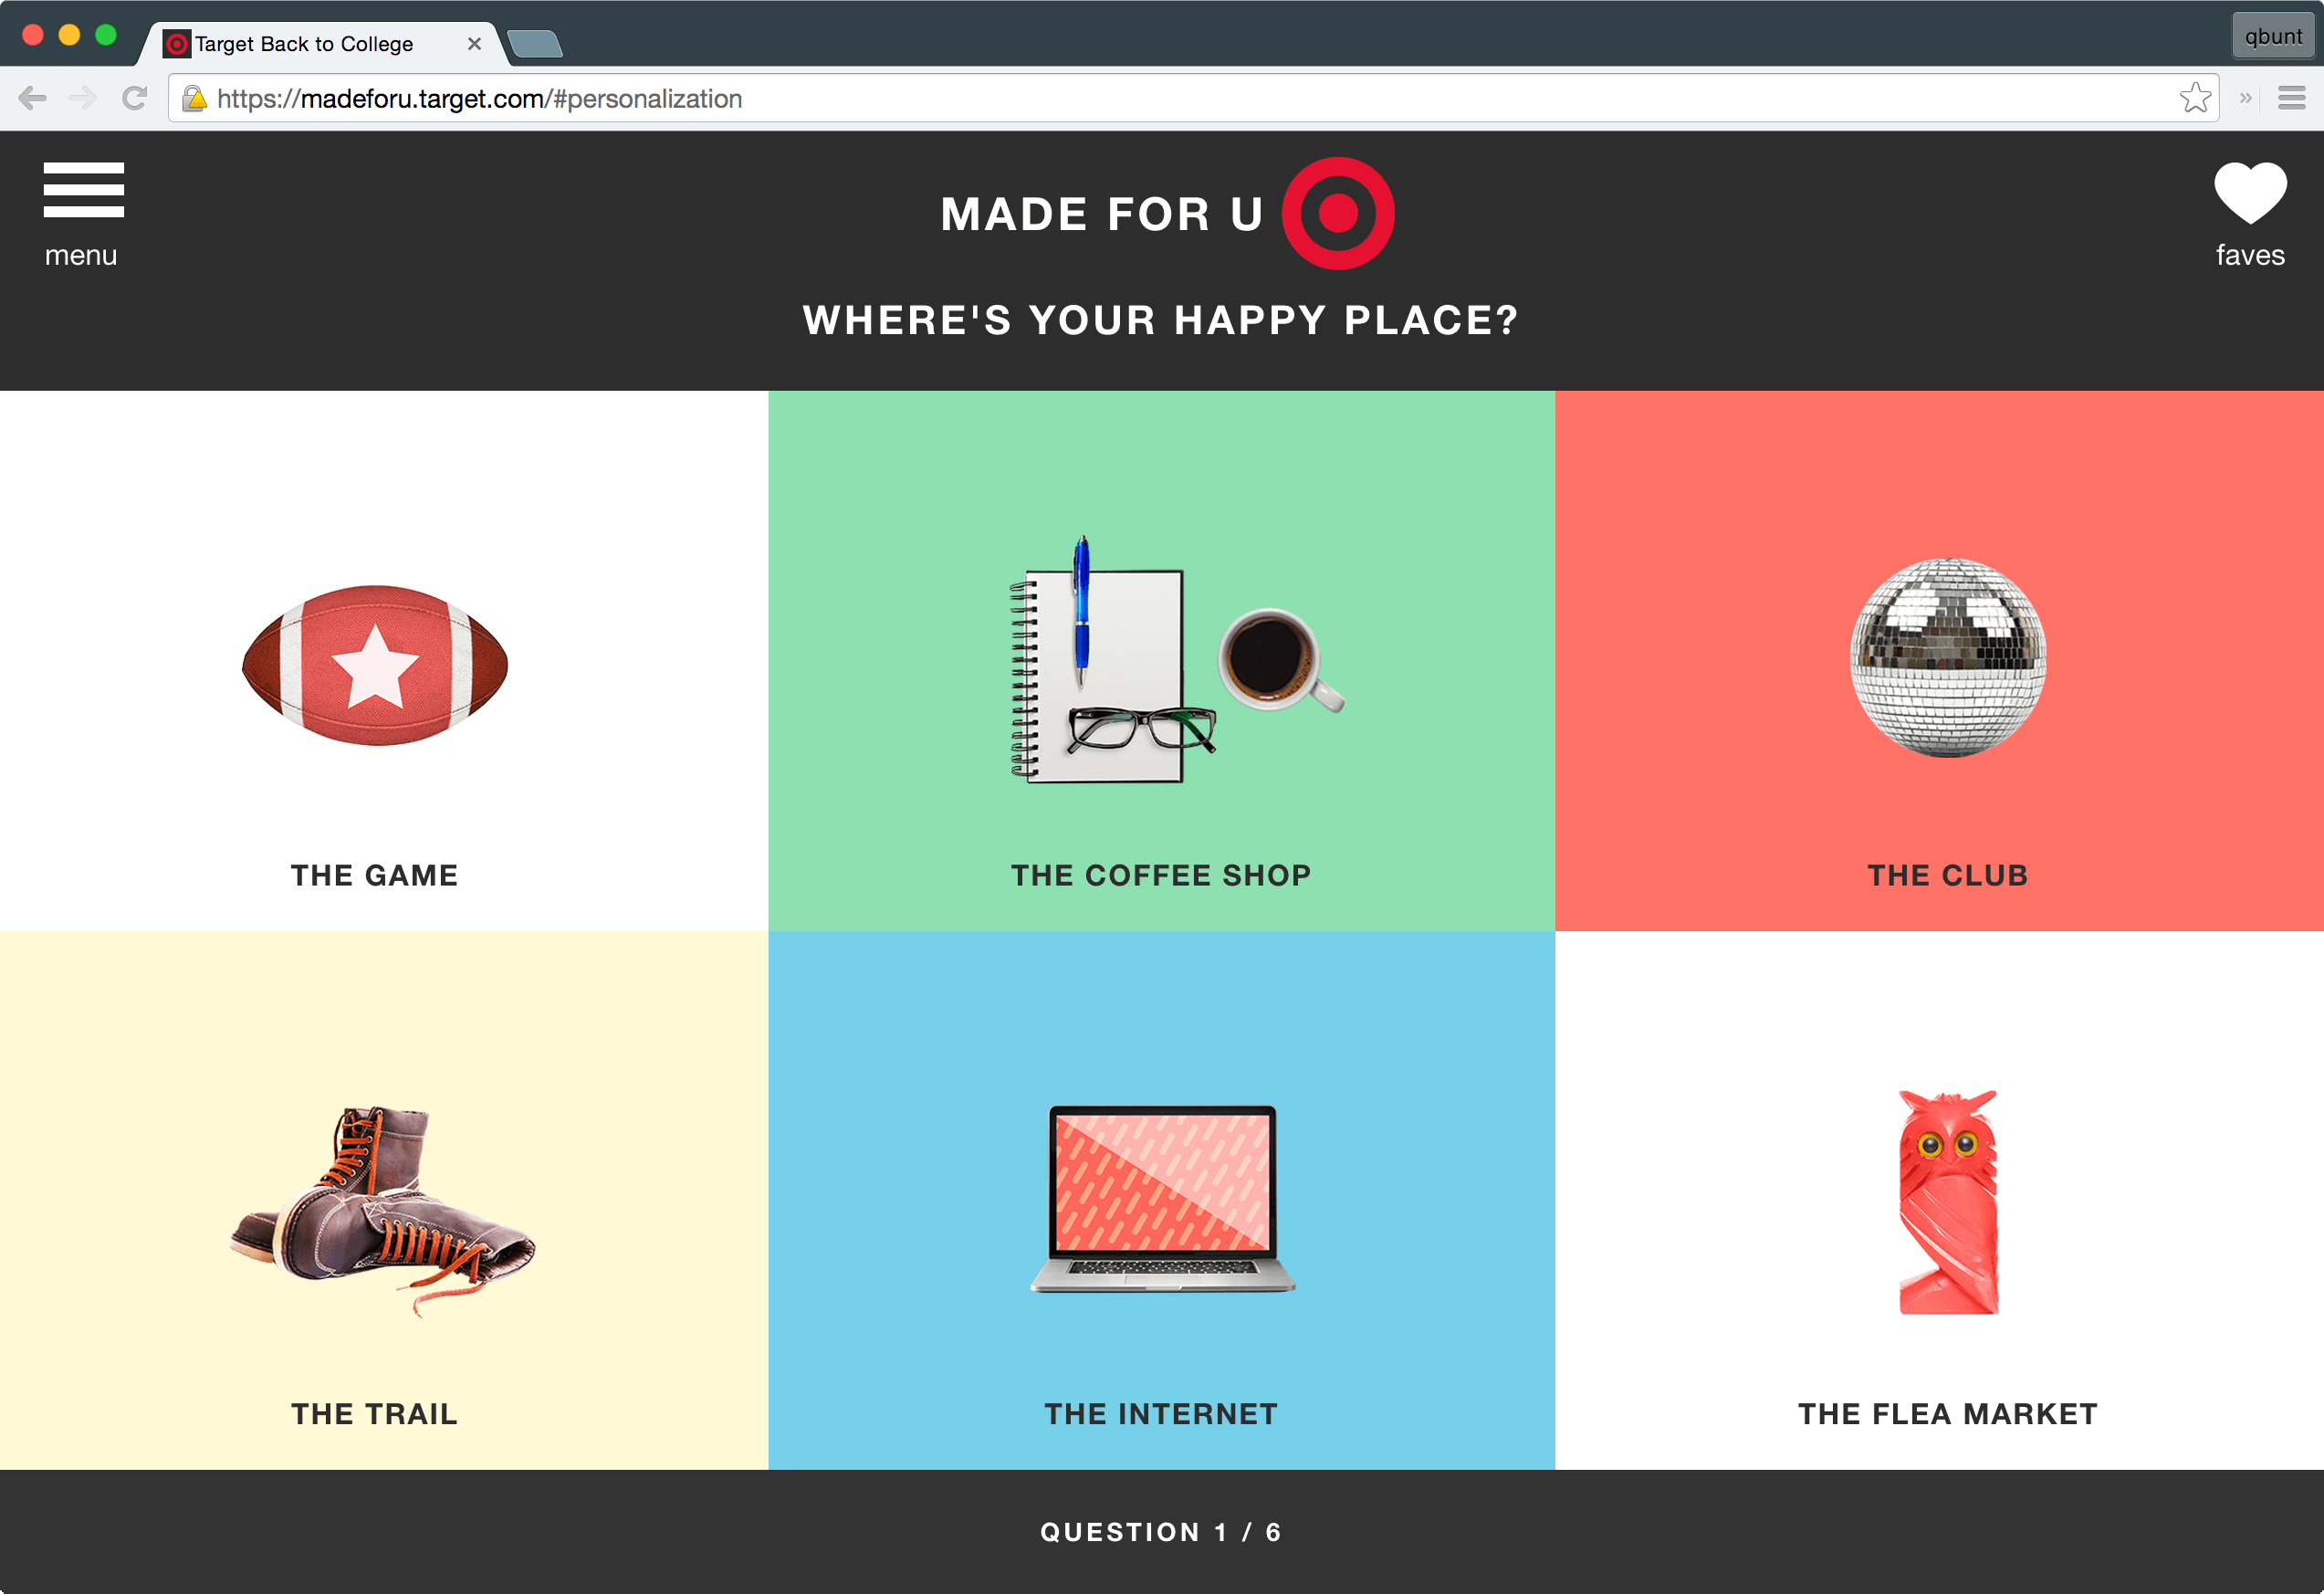 Target Back to College
qbunt
https://madeforu.target.com/#personalization
MADE FOR U
menu
faves
WHERE'S YOUR HAPPY PLACE?
THE GAME
THE COFFEE SHOP
THE CLUB
THE TRAIL
THE INTERNET
THE FLEA MARKET
QUESTION 1 / 6